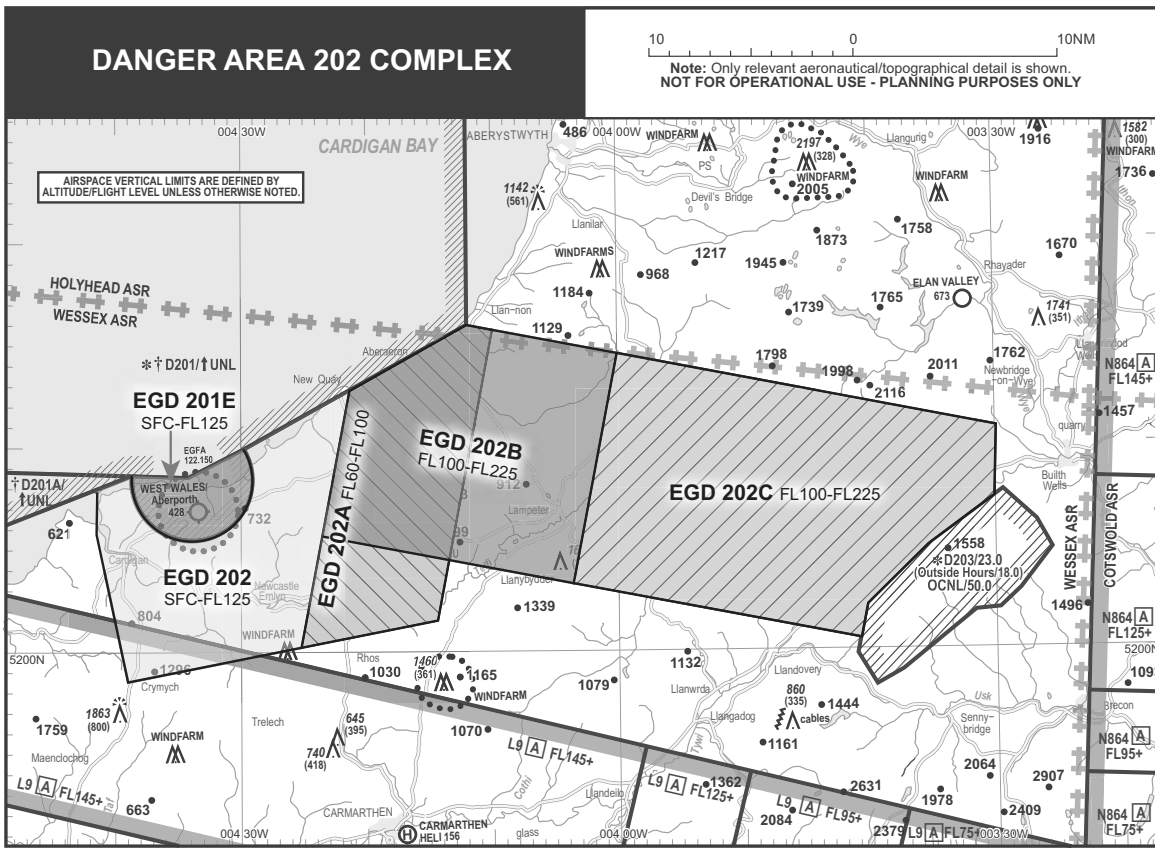 DANGER AREA 202 COMPLEX
10 0 10NM
Note: Only relevant aeronautical/topographical detail is shown.
NOT FOR OPERATIONAL USE - PLANNING PURPOSES ONLY
004 30W
CARDIGAN BAY
ABERYSTWYTH
486
004 00W
WINDFARM
PS
2197
(328)
WINDFARM
2005
Wye
Llangurig
003 30W
1916
1582
(300)
WINDFARM
1736
Ithon
AIRSPACE VERTICAL LIMITS ARE DEFINED BY
ALTITUDE/FLIGHT LEVEL UNLESS OTHERWISE NOTED.
1142
(561)
Devil's Bridge
WINDFARM
Llanilar
1873
1758
WINDFARMS
968
1217
1945
1670
Rhayader
ELAN VALLEY
673
HOLYHEAD ASR
WESSEX ASR
1184
Llan-non
1739
1765
1741
(351)
1129
Aberaeron
1798
1998
2116
2011
1762
Newbridge
-on-Wye
Wye
N864 A
FL145+
* † D201/↑UNL
New Quay
EGD 201E
SFC-FL125
EGFA
122.150
1457
quarry
EGD 202B
FL100-FL225
912
Lampeter
EGD 202C FL100-FL225
Builth
Wells
† D201A/
↑UNL
WEST WALES/
Aberporth
428
732
621
Cardigan
EGD 202A FL60-FL100
99
1558
* D203/23.0
(Outside Hours/18.0)
OCNL/50.0
WESSEX ASR
COTSWOLD ASR
EGD 202
SFC-FL125
Newcastle
Emlyn
Llanybydder
1339
1496
N864 A
FL125+
804
WINDFARM
5200N
5200N
1296
Crymych
Rhos
1030
1460
(361)
1165
WINDFARM
1132
Llandovery
Llanwrda
1079
860
(335)
cables
1444
Usk
Brecon
1863
(800)
1759
Maenclochog
WINDFARM
Trelech
645
(395)
740
(418)
1070
Llangadog
1161
Senny-
bridge
N864 A
FL95+
L9 A FL145+
Tywi
2064
2907
L9 A FL145+
Taf
663
Cothi
Llandeilo
1362
L9 A FL125+
2631
L9 A FL95+
2084
1978
2409
N864 A
FL75+
CARMARTHEN
004 30W
H CARMARTHEN
HELI 156
glass
004 00W
2379
L9 A FL75+
003 30W